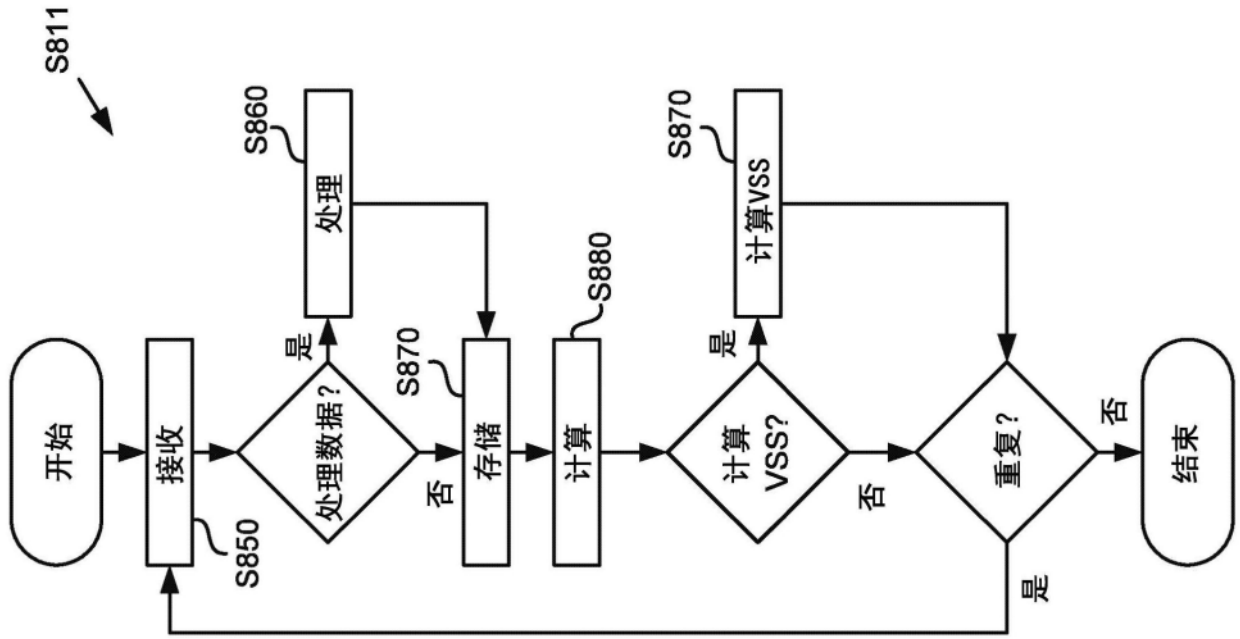 S811
开始
接收
S850
处理数据?
是
处理
S860
否
存储
S870
计算
S880
计算
VSS?
是
计算VSS
S870
否
重复?
是
否
结束